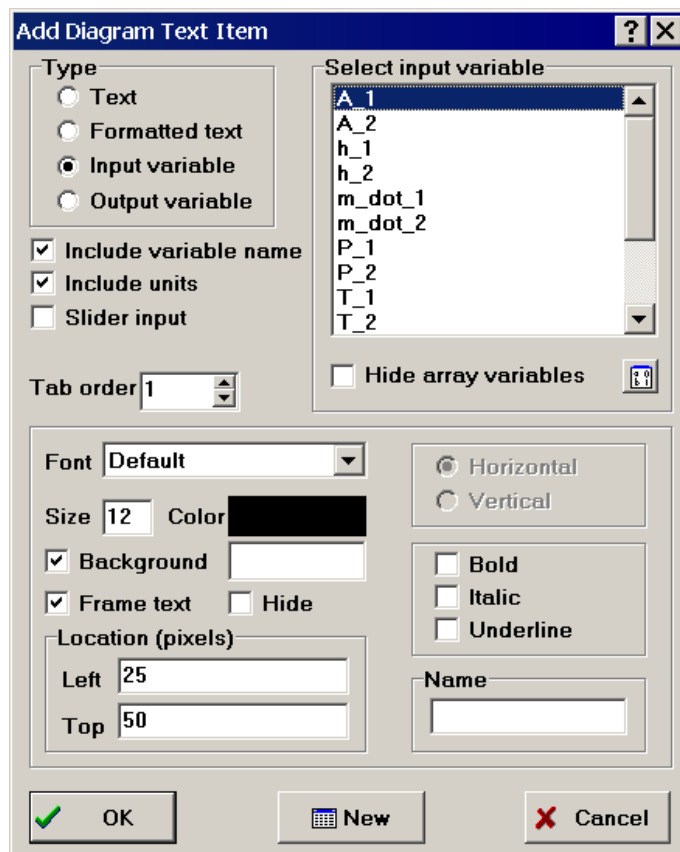 Add Diagram Text Item
Type
Text
Formatted text
Input variable
Output variable
Include variable name
Include units
Slider input
Tab order 1
Select input variable
A_1
A_2
h_1
h_2
m_dot_1
m_dot_2
P_1
P_2
T_1
T_2
Hide array variables
Font Default
Size 12 Color
Background
Frame text Hide
Location (pixels)
Left 25
Top 50
Horizontal
Vertical
Bold
Italic
Underline
Name
OK
New
Cancel